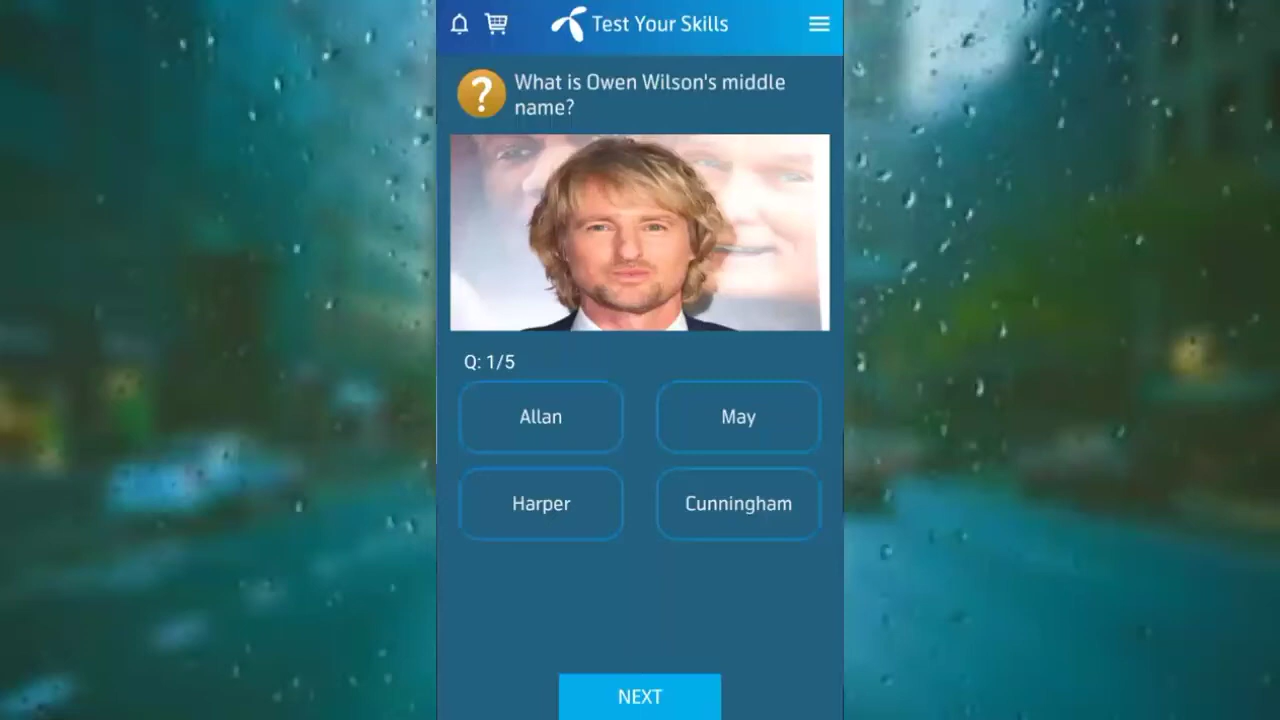 Test Your Skills
What is Owen Wilson's middle
name?
Q: 1/5
Allan
May
Harper
Cunningham
NEXT